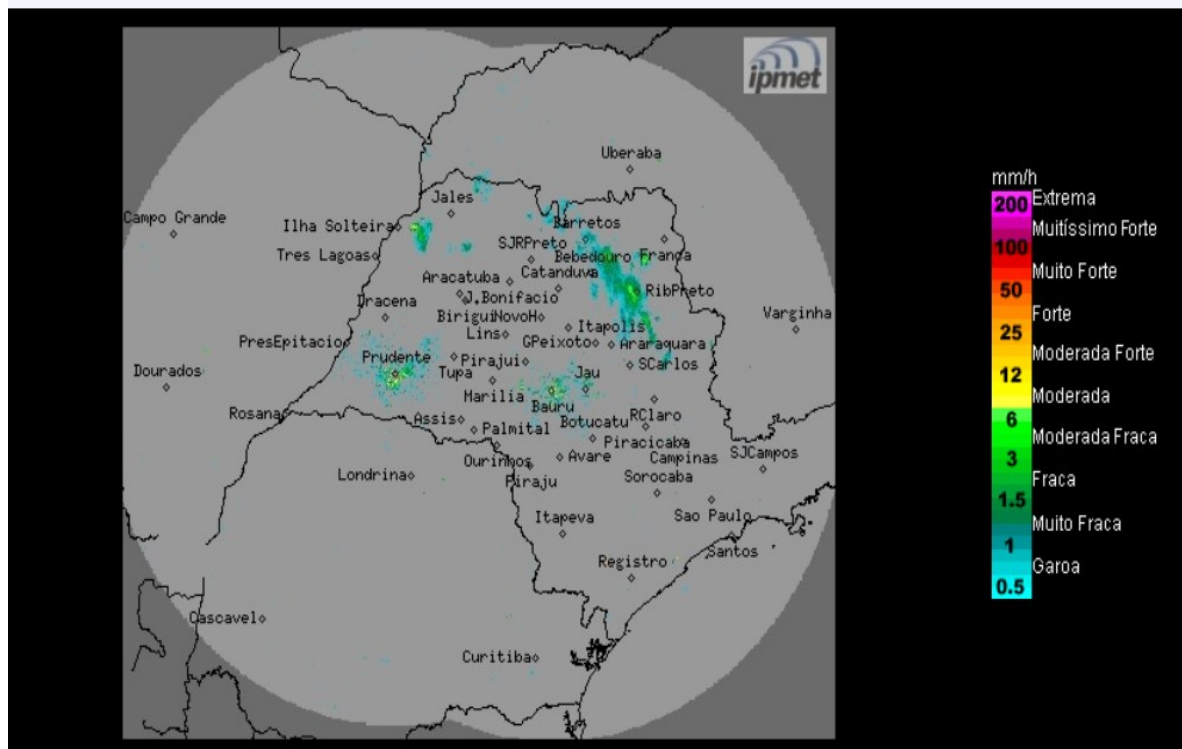 ipmet
Uberaba
Jales
Campo Grande
Ilha Solteira
Barretos
SJRPreto
Tres Lagoas
Bebedouro
Franca
Aracatuba
Catanduva
J.Bonifacio
RibPreto
Dracena
Birigui
NovoH
Varginha
Lins
Itapolis
PresEpitacio
GPeixoto
Araraquara
Prudente
Pirajui
SCarlos
Dourados
Tupa
Jau
Marilia
Bauru
Rosana
RClaro
Assis
Palmital
Botucatu
Piracicaba
Ourinhos
Avare
Campinas
SJCampos
Londrina
Piraju
Sorocaba
Itapeva
Sao Paulo
Santos
Registro
Cascavel
Curitiba
mm/h
200
Extrema
Muitíssimo Forte
100
Muito Forte
50
Forte
25
Moderada Forte
12
Moderada
6
Moderada Fraca
3
Fraca
1.5
Muito Fraca
1
Garoa
0.5